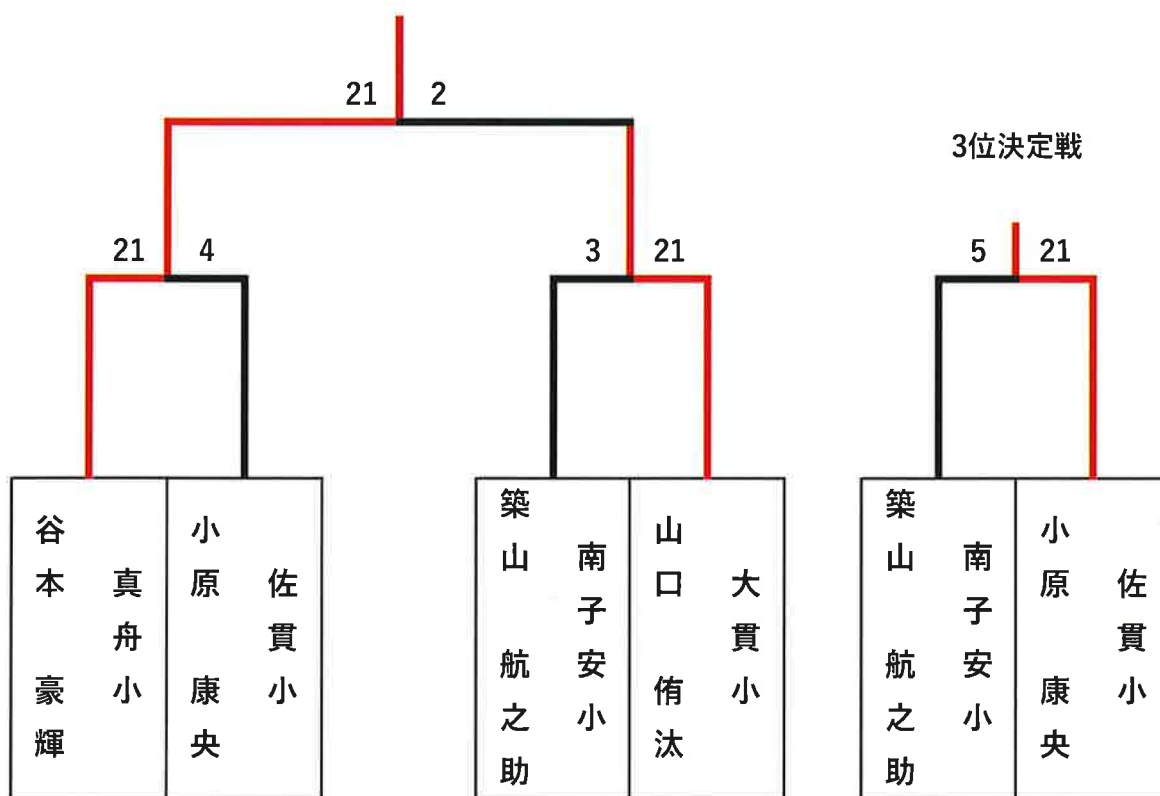 21 2
3位決定戦
21 4
3 21
5 21
谷本 豪輝
真舟小
小原 康央
佐貫小
築山 航之助
南子安小
山口 侑汰
大貫小
築山 航之助
南子安小
小原 康央
佐貫小